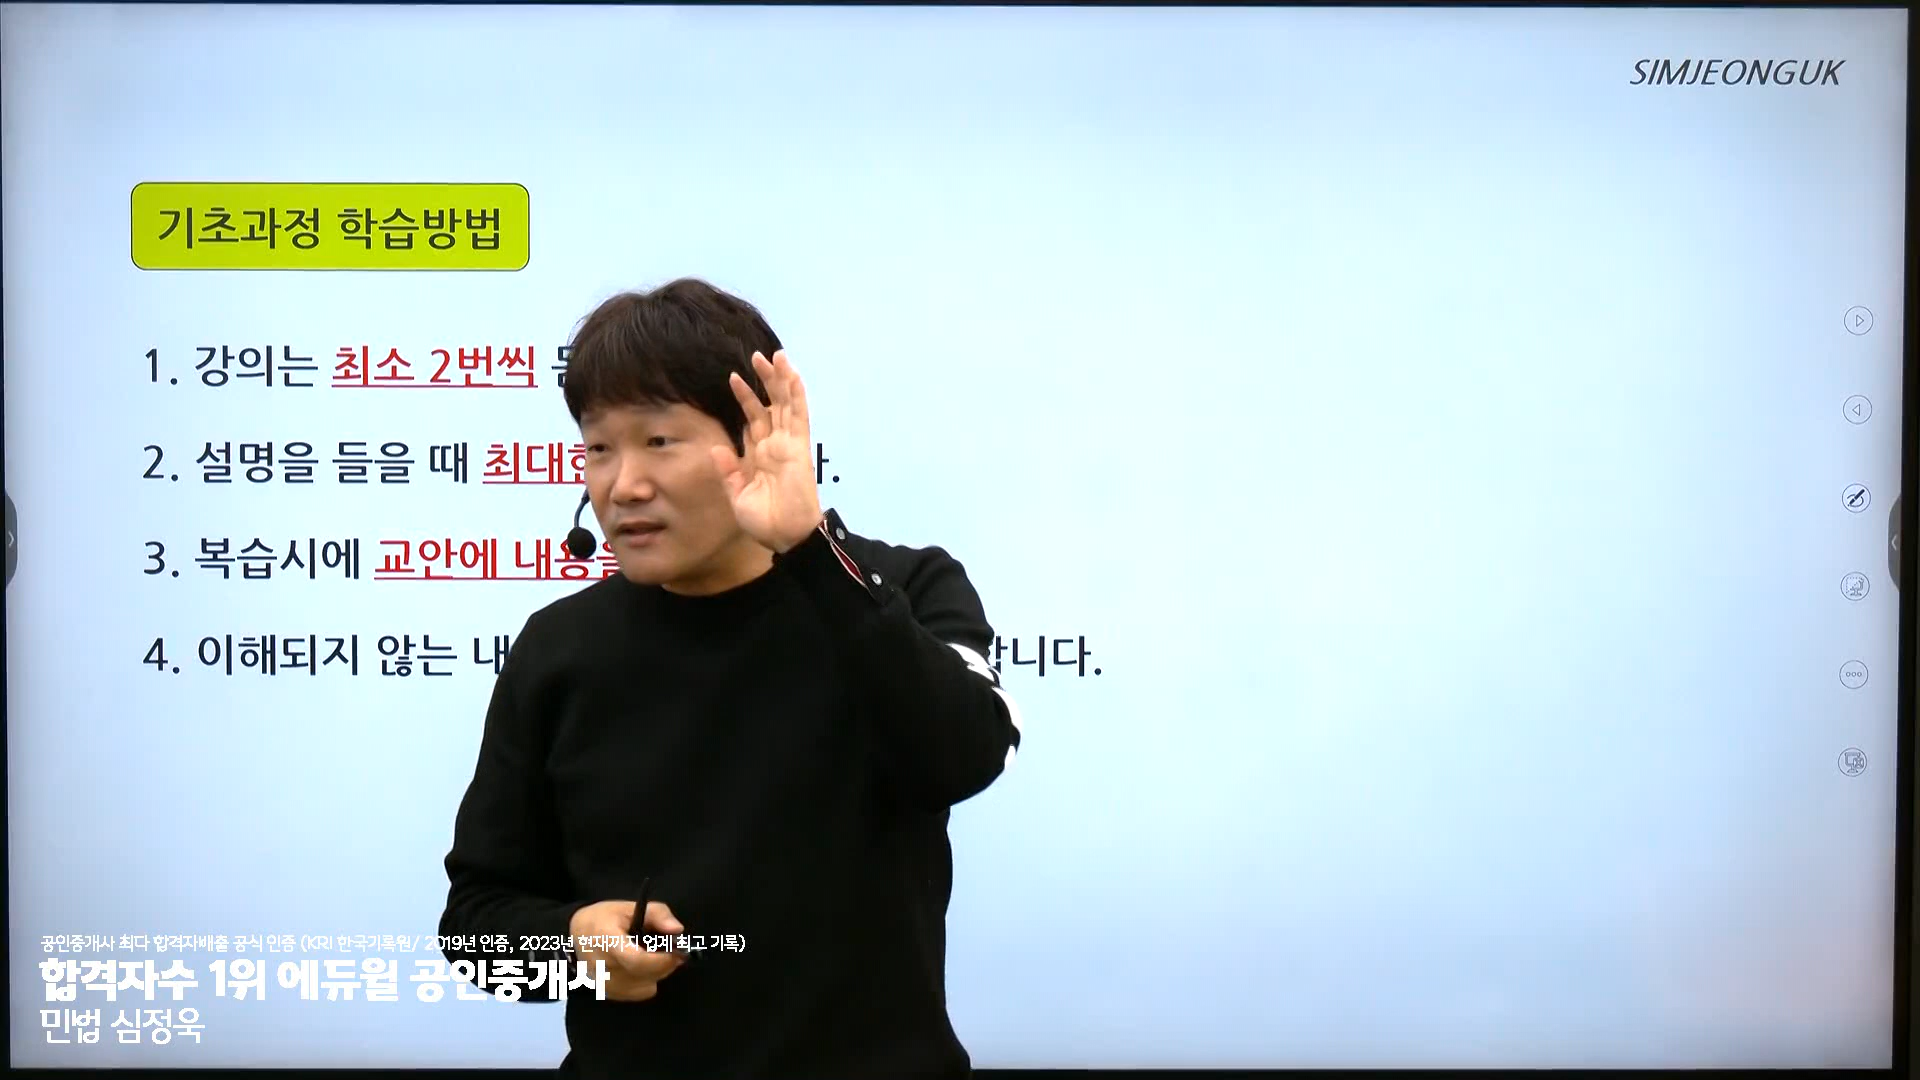 SIMJEONGUK
기초과정 학습방법
1. 강의는 최소 2번씩
2. 설명을 들을 때
3. 복습시에 교안에 내용을
4. 이해되지 않는
공인중개사 최다 합격자배출 공식 인증 (KRI 한국기록원/ 2019년 인증, 2023년 현재까지 업계 최고 기록)
합격자수 1위 에듀윌 공인중개사
민법 심정욱